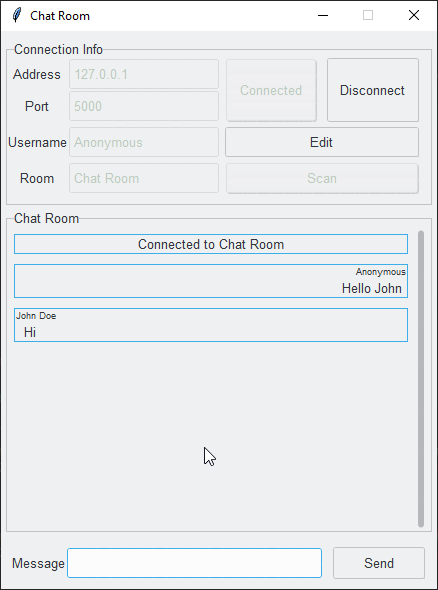 Chat Room
Connection Info
Address 127.0.0.1 Connected Disconnect
Port 5000
Username Anonymous Edit
Room Chat Room Scan
Chat Room
Connected to Chat Room
Anonymous
Hello John
John Doe
Hi
Message Send